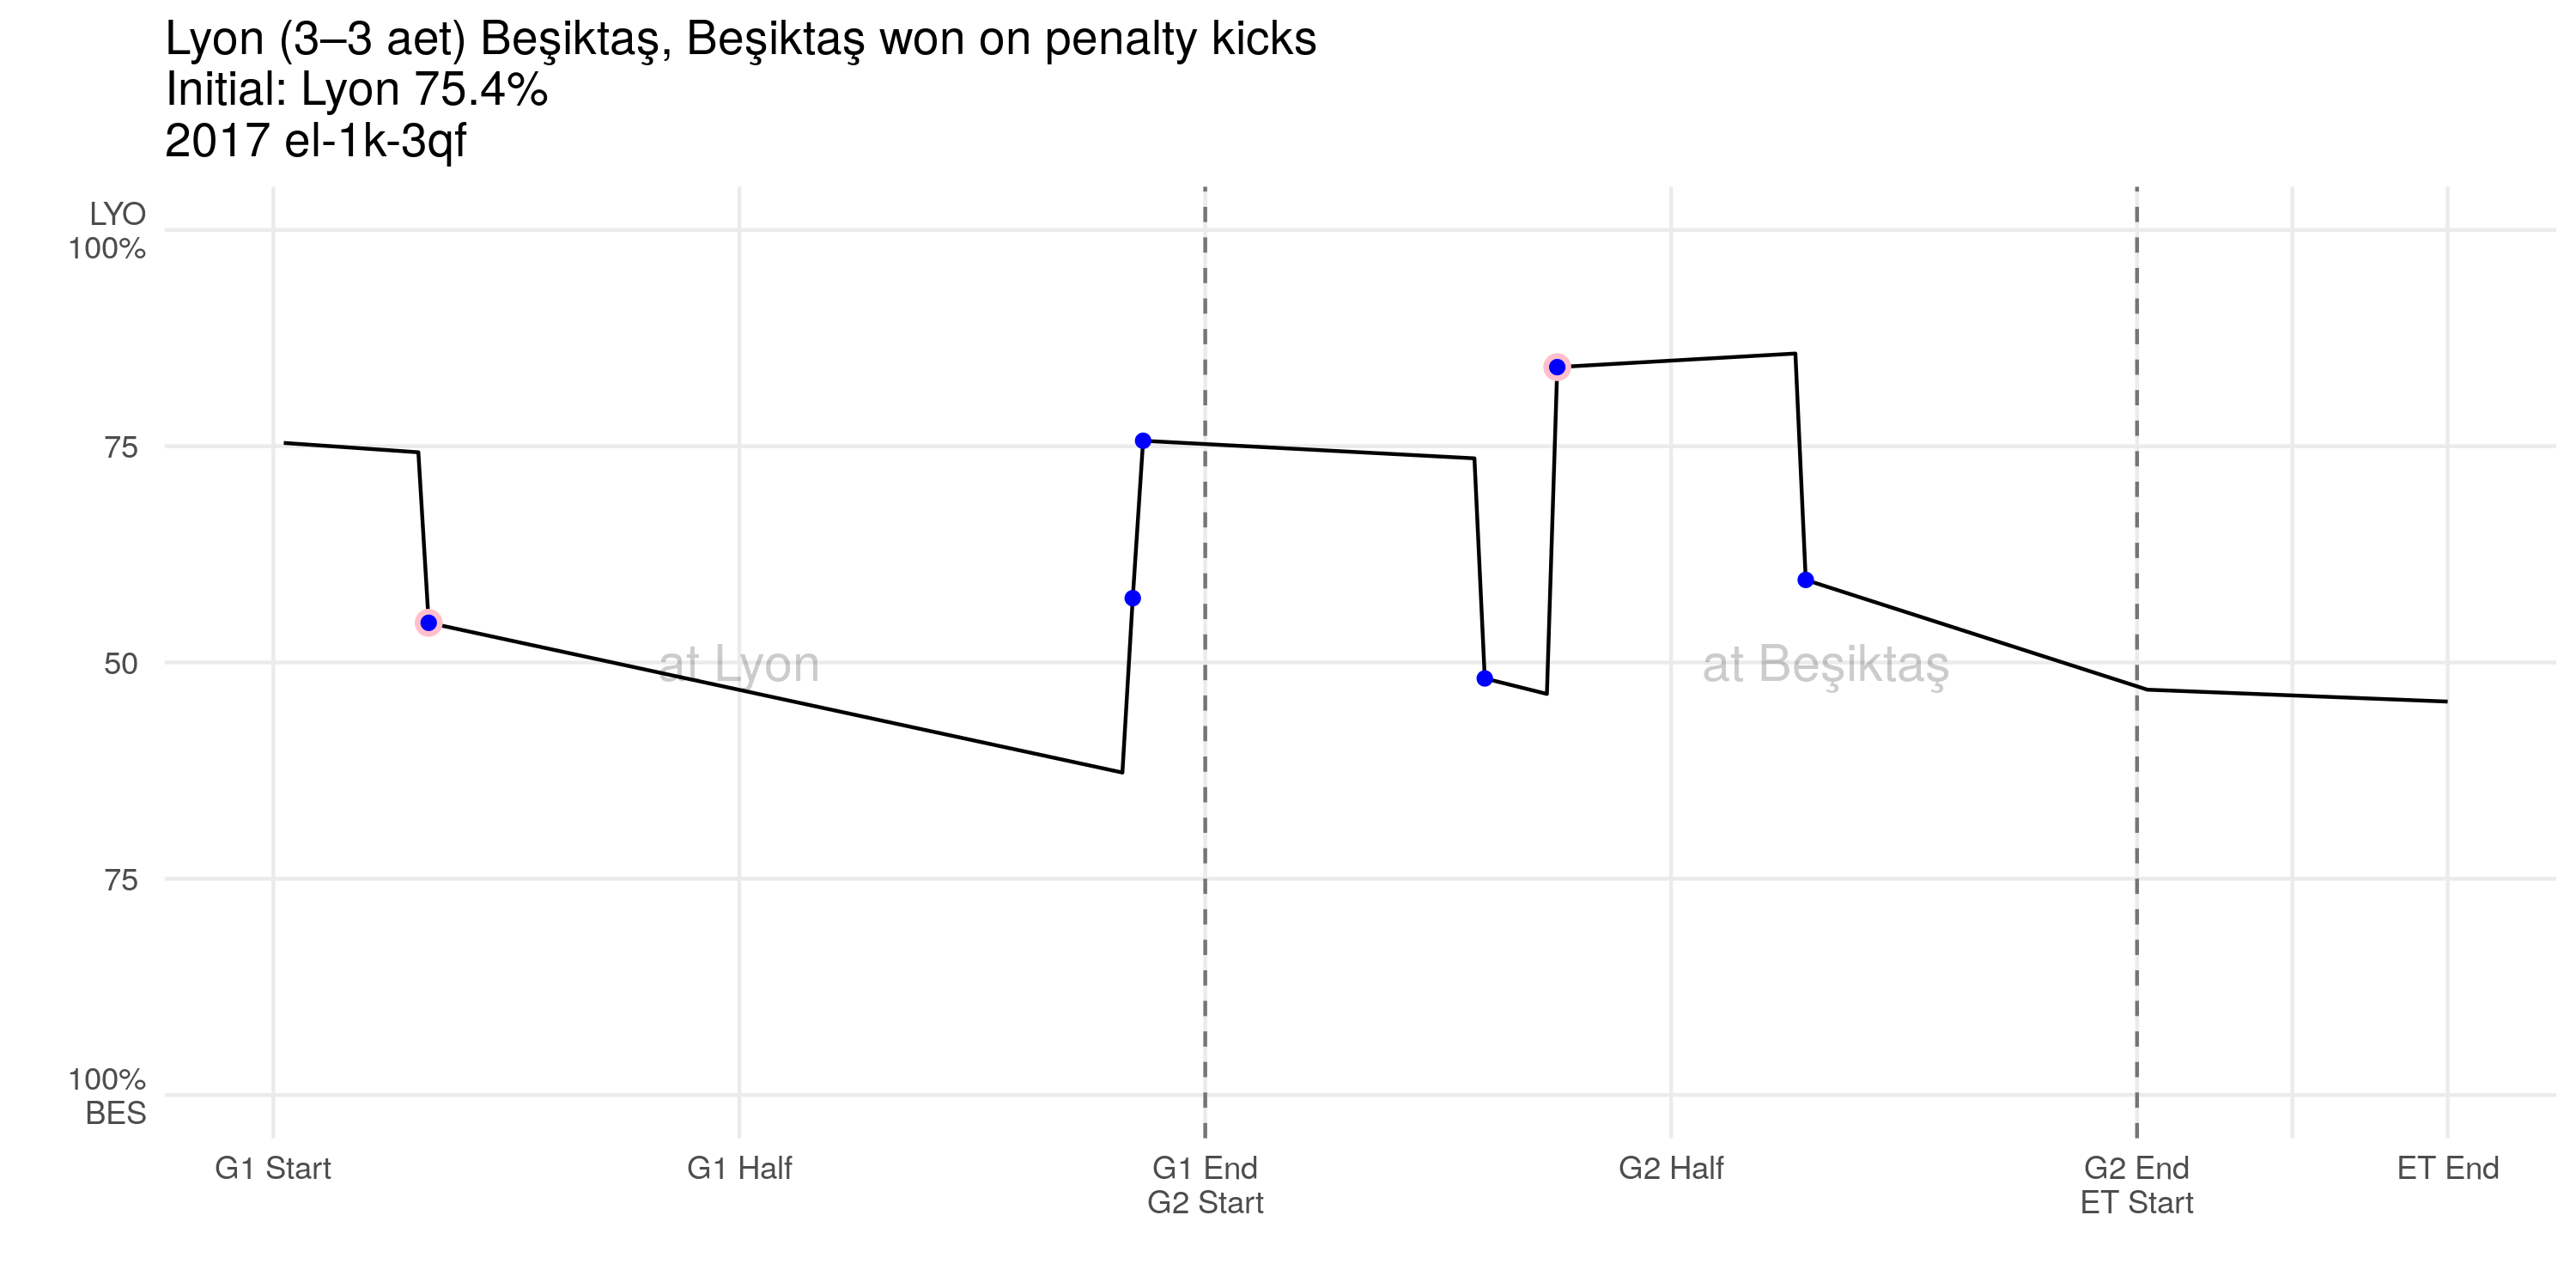 Lyon (3–3 aet) Beşiktaş, Beşiktaş won on penalty kicks
Initial: Lyon 75.4%
2017 el-1k-3qf
LYO
100%
75
50
75
100%
BES
at Lyon
at Beşiktaş
G1 Start
G1 Half
G1 End
G2 Start
G2 Half
G2 End
ET Start
ET End